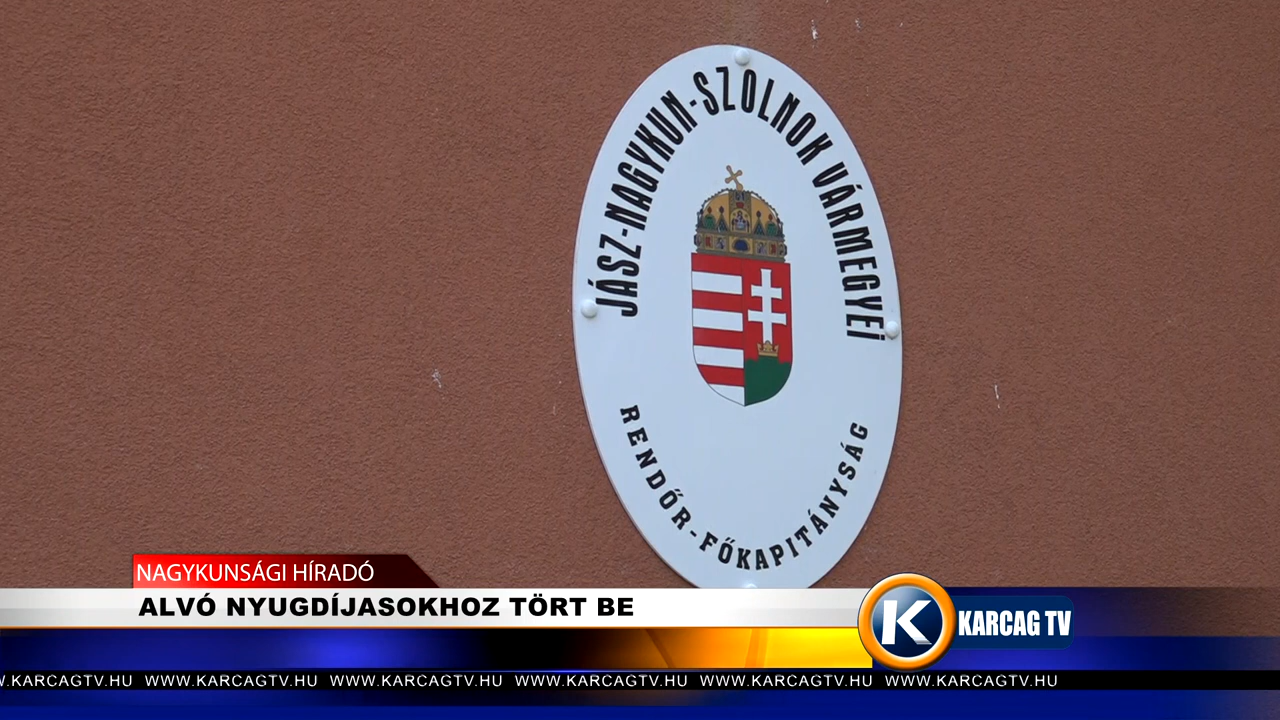 JÁSZ-NAGYKUN-SZOLNOK VÁRMEGYEI
RENDŐR-FŐKAPITÁNYSÁG
NAGYKUNSÁGI HÍRADÓ
ALVÓ NYUGDÍJASOKHOZ TÖRT BE
K KARCAG TV
W.KARCAGTV.HU WWW.KARCAGTV.HU WWW.KARCAGTV.HU WWW.KARCAGTV.HU WWW.KARCAGTV.HU WWW.KARCAGTV.HU